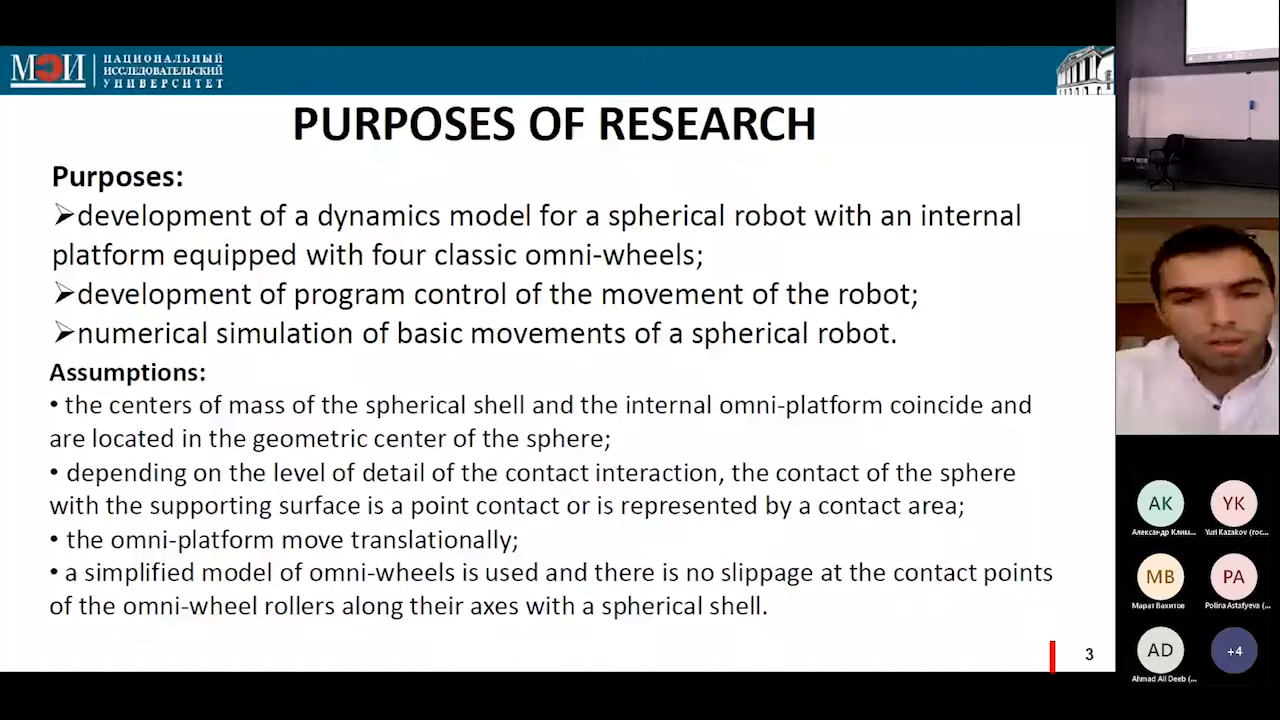 МЭИ
НАЦИОНАЛЬНЫЙ
ИССЛЕДОВАТЕЛЬСКИЙ
УНИВЕРСИТЕТ
PURPOSES OF RESEARCH
Purposes:
➢development of a dynamics model for a spherical robot with an internal
platform equipped with four classic omni-wheels;
➢development of program control of the movement of the robot;
➢numerical simulation of basic movements of a spherical robot.
Assumptions:
• the centers of mass of the spherical shell and the internal omni-platform coincide and
are located in the geometric center of the sphere;
• depending on the level of detail of the contact interaction, the contact of the sphere
with the supporting surface is a point contact or is represented by a contact area;
• the omni-platform move translationally;
• a simplified model of omni-wheels is used and there is no slippage at the contact points
of the omni-wheel rollers along their axes with a spherical shell.
3
AK
YK
Александр Клим...
Yuri Kazakov (гос...
MB
PA
Марат Вахитов
Polina Astafyeva (...
AD
+4
Ahmad Ali Deeb (...